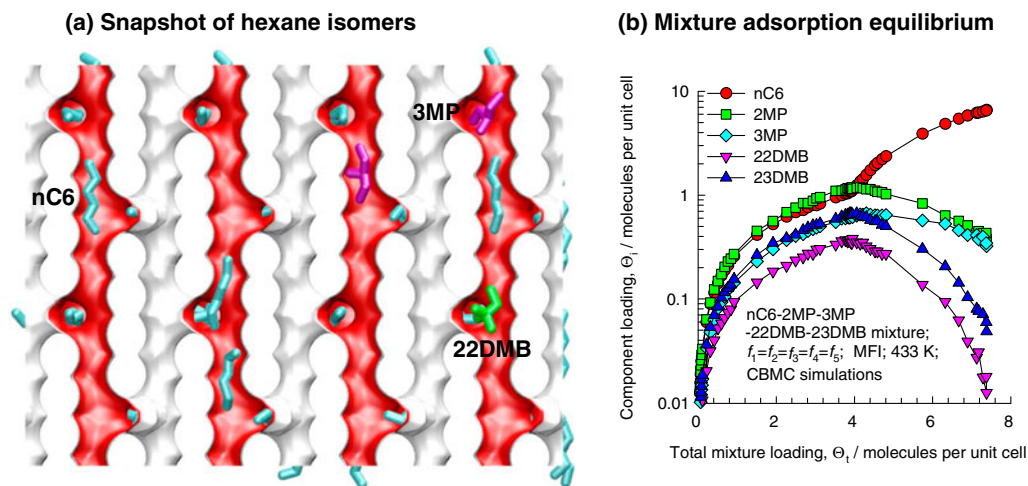 (a) Snapshot of hexane isomers
3MP
nC6
22DMB
(b) Mixture adsorption equilibrium
nC6
2MP
3MP
22DMB
23DMB
10
1
0.1
0.01
Component loading, Θi / molecules per unit cell
nC6-2MP-3MP
-22DMB-23DMB mixture;
f1=f2=f3=f4=f5; MFI; 433 K;
CBMC simulations
0 2 4 6 8
Total mixture loading, Θt / molecules per unit cell